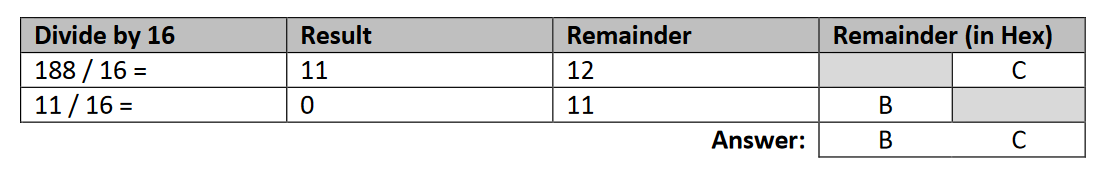 Divide by 16 Result Remainder Remainder (in Hex)
188 / 16 = 11 12 C
11 / 16 = 0 11 B
Answer: B C